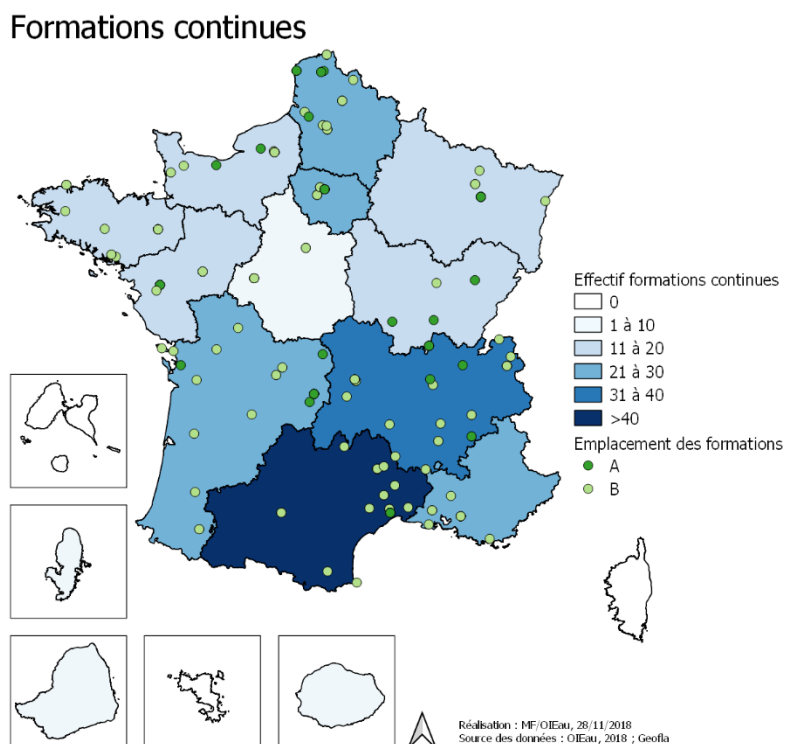 Formations continues
Effectif formations continues
0
1 à 10
11 à 20
21 à 30
31 à 40
>40
Emplacement des formations
A
B
Réalisation : MF/OIEau, 28/11/2018
Source des données : OIEau, 2018 ; Geofla